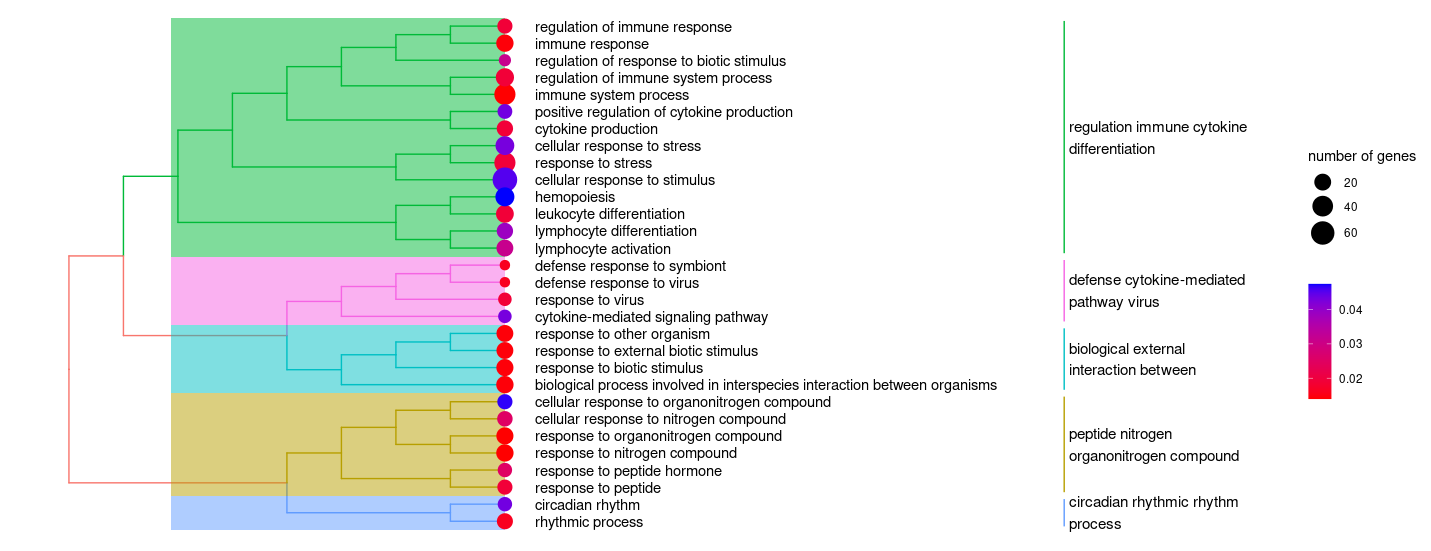 regulation of immune response
immune response
regulation of response to biotic stimulus
regulation of immune system process
immune system process
positive regulation of cytokine production
cytokine production
cellular response to stress
response to stress
cellular response to stimulus
hemopoiesis
leukocyte differentiation
lymphocyte differentiation
lymphocyte activation
defense response to symbiont
defense response to virus
response to virus
cytokine-mediated signaling pathway
response to other organism
response to external biotic stimulus
response to biotic stimulus
biological process involved in interspecies interaction between organisms
cellular response to organonitrogen compound
cellular response to nitrogen compound
response to organonitrogen compound
response to nitrogen compound
response to peptide hormone
response to peptide
circadian rhythm
rhythmic process
regulation immune cytokine
differentiation
defense cytokine-mediated
pathway virus
biological external
interaction between
peptide nitrogen
organonitrogen compound
circadian rhythmic rhythm
process
number of genes
20
40
60
0.04
0.03
0.02